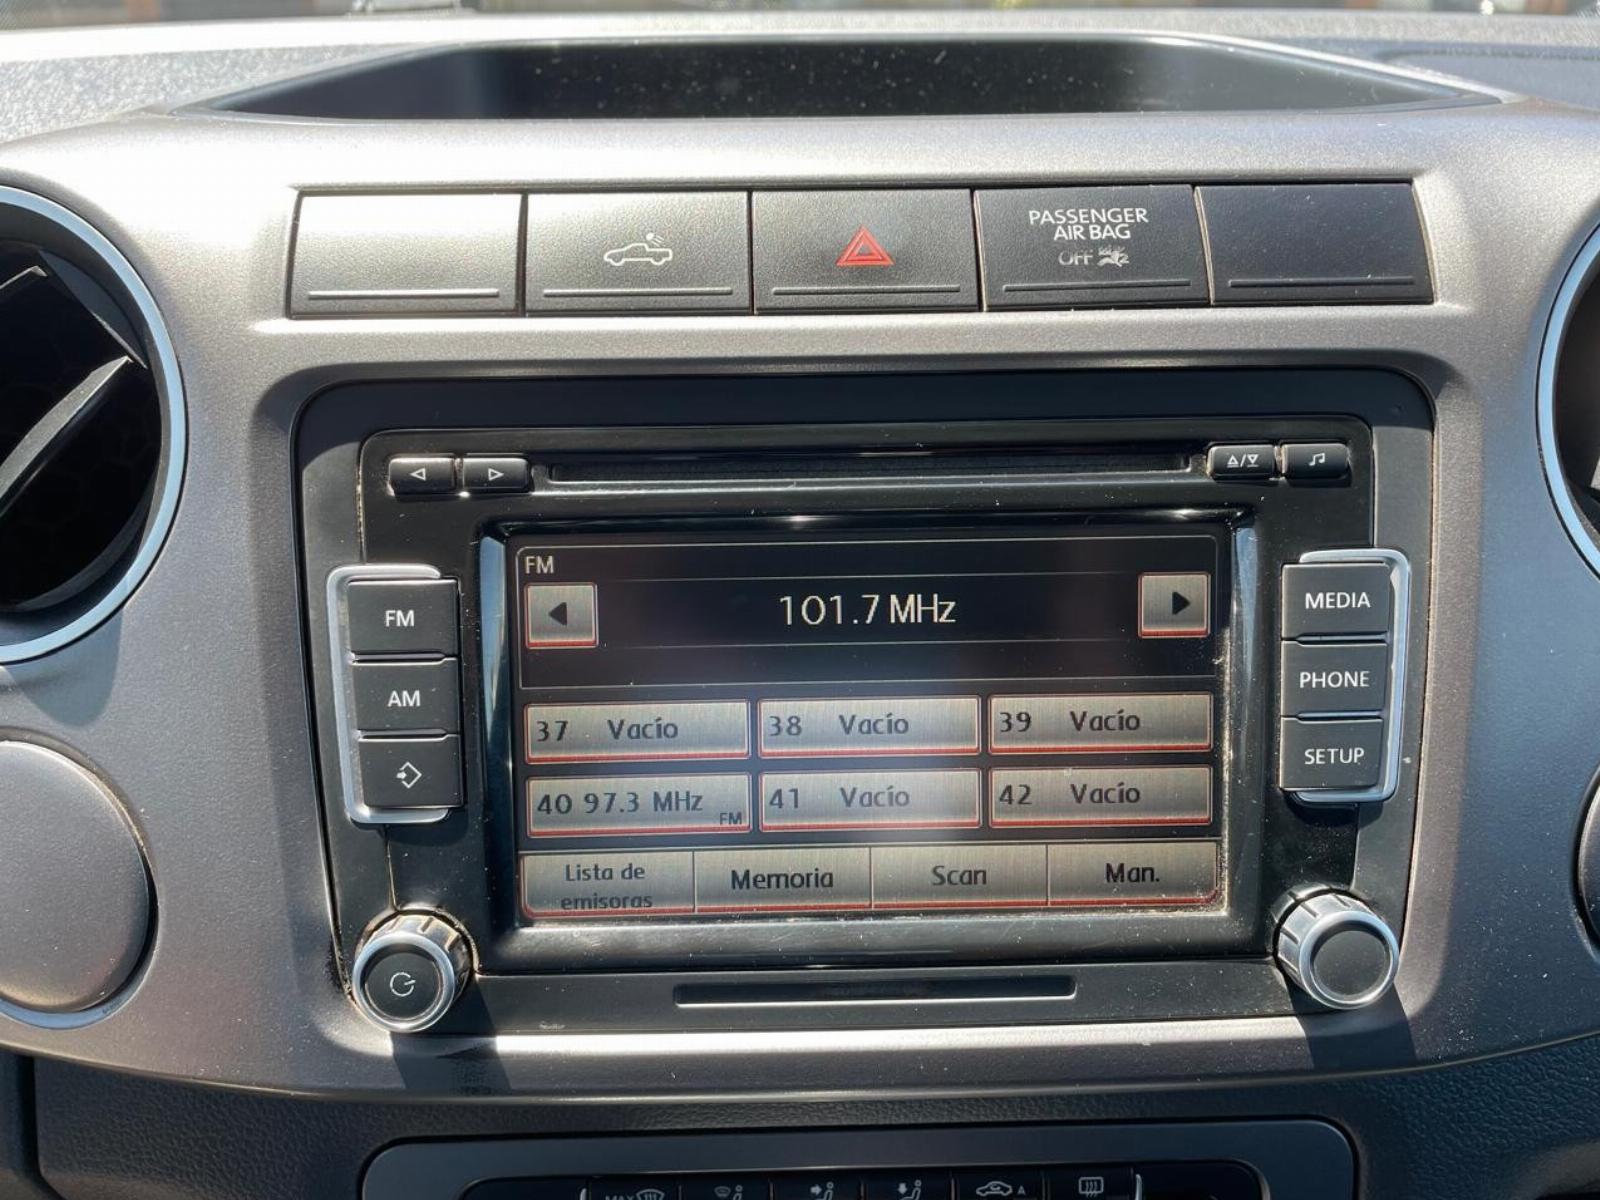 PASSENGER
AIR BAG
OFF
FM
101.7 MHz
FM
MEDIA
AM
PHONE
SETUP
37 Vacío
38 Vacío
39 Vacío
40 97.3 MHz FM
41 Vacío
42 Vacío
Lista de
emisoras
Memoria
Scan
Man.
MAX
A